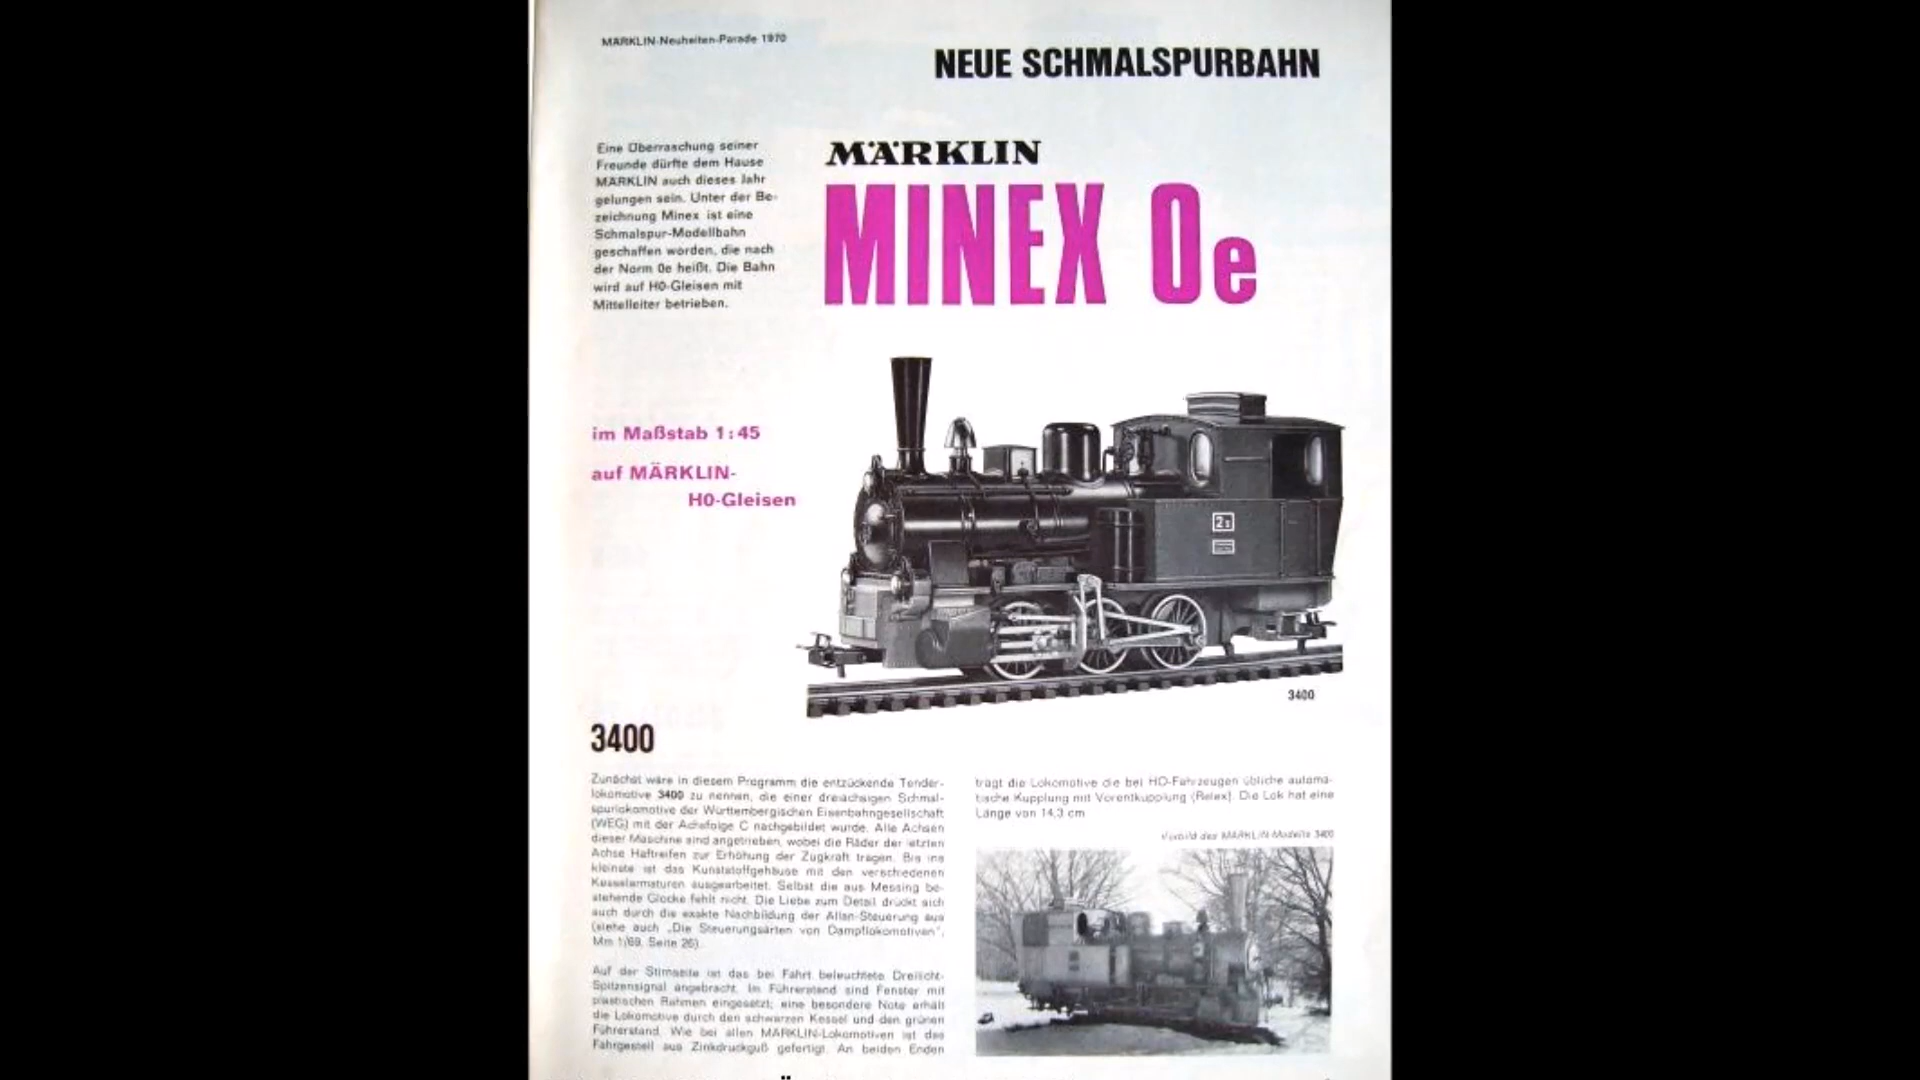 MÄRKLIN-Neuheiten-Parade 1970
NEUE SCHMALSPURBAHN
Eine Überraschung seiner
Freunde dürfte dem Hause
MÄRKLIN auch dieses Jahr
gelungen sein. Unter der Be-
zeichnung Minex ist eine
Schmalspur-Modellbahn
geschaffen worden, die nach
der Norm 0e heißt. Die Bahn
wird auf H0-Gleisen mit
Mittelleiter betrieben.
MÄRKLIN
MINEX 0e
im Maßstab 1:45
auf MÄRKLIN-
H0-Gleisen
2s
3400
3400
Zunächst wäre in diesem Programm die entzückende Tender-
lokomotive 3400 zu nennen, die einer dreiachsigen Schmal-
spurlokomotive der Württembergischen Eisenbahngesellschaft
(WEG) mit der Achsfolge C nachgebildet wurde. Alle Achsen
dieser Maschine sind angetrieben, wobei die Räder der letzten
Achse Haftreifen zur Erhöhung der Zugkraft tragen. Bis ins
kleinste ist das Kunststoffgehäuse mit den verschiedenen
Kesselarmaturen ausgearbeitet. Selbst die aus Messing be-
stehende Glocke fehlt nicht. Die Liebe zum Detail drückt sich
auch durch die exakte Nachbildung der Allan-Steuerung aus
(siehe auch „Die Steuerungsarten von Dampflokomotiven",
Mm 1/69, Seite 26).
Auf der Stirnseite ist das bei Fahrt beleuchtete Dreilicht-
Spitzensignal angebracht. Im Führerstand sind Fenster mit
plastischen Rahmen eingesetzt; eine besondere Note erhält
die Lokomotive durch den schwarzen Kessel und den grünen
Führerstand. Wie bei allen MÄRKLIN-Lokomotiven ist das
Fahrgestell aus Zinkdruckguß gefertigt. An beiden Enden
trägt die Lokomotive die bei HO-Fahrzeugen übliche automa-
tische Kupplung mit Vorentkupplung (Relex). Die Lok hat eine
Länge von 14,3 cm
Vorbild des MÄRKLIN-Modells 3400